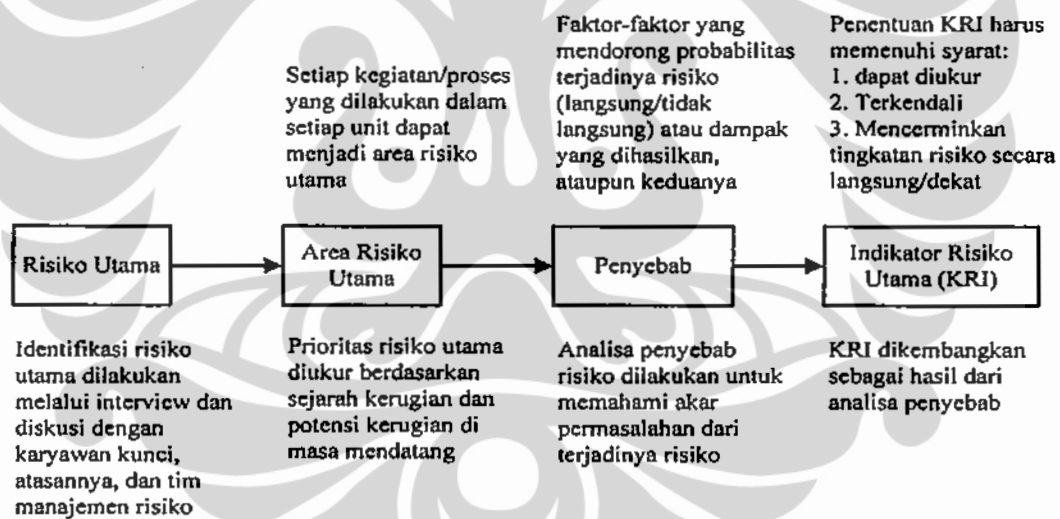 Setiap kegiatan/proses
yang dilakukan dalam
setiap unit dapat
menjadi area risiko
utama
Faktor-faktor yang
mendorong probabilitas
terjadinya risiko
(langsung/tidak
langsung) atau dampak
yang dihasilkan,
ataupun keduanya
Penentuan KRI harus
memenuhi syarat:
1. dapat diukur
2. Terkendali
3. Mencerminkan
tingkatan risiko secara
langsung/dekat
Risiko Utama
Area Risiko
Utama
Penyebab
Indikator Risiko
Utama (KRI)
Identifikasi risiko
utama dilakukan
melalui interview dan
diskusi dengan
karyawan kunci,
atasannya, dan tim
manajemen risiko
Prioritas risiko utama
diukur berdasarkan
sejarah kerugian dan
potensi kerugian di
masa mendatang
Analisa penyebab
risiko dilakukan untuk
memahami akar
permasalahan dari
terjadinya risiko
KRI dikembangkan
sebagai hasil dari
analisa penyebab